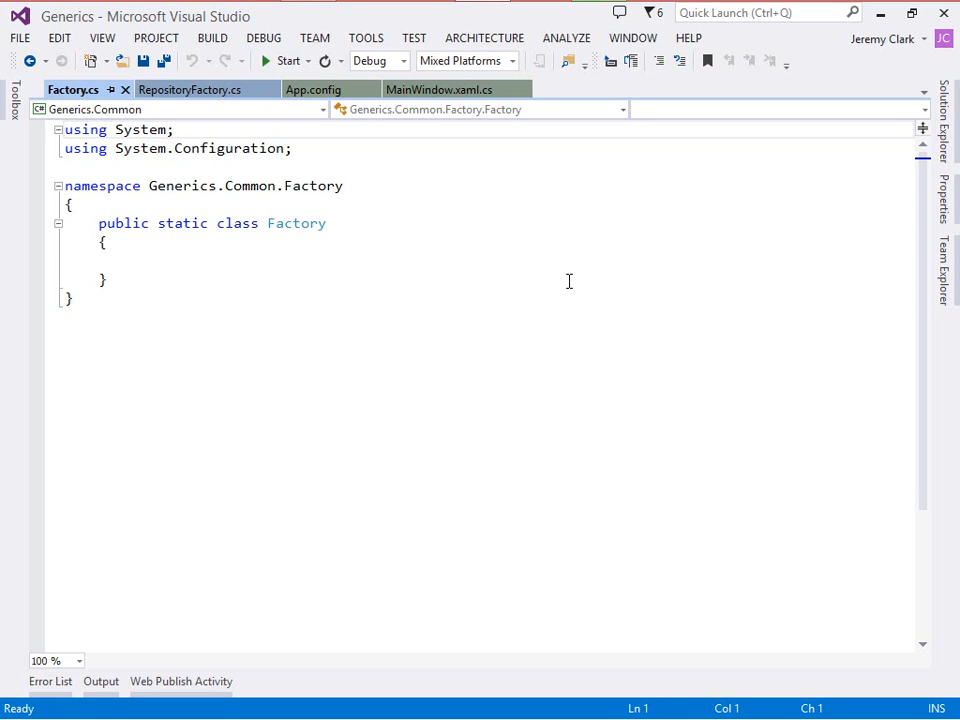 Generics - Microsoft Visual Studio
6
Quick Launch (Ctrl+Q)
FILE EDIT VIEW PROJECT BUILD DEBUG TEAM TOOLS TEST ARCHITECTURE ANALYZE WINDOW HELP
Jeremy Clark JC
Start Debug Mixed Platforms
Factory.cs RepositoryFactory.cs App.config MainWindow.xaml.cs
Generics.Common Generics.Common.Factory.Factory
using System;
using System.Configuration;
namespace Generics.Common.Factory
{
public static class Factory
{
}
}
Toolbox
Solution Explorer
Properties
Team Explorer
100 %
Error List Output Web Publish Activity
Ready Ln 1 Col 1 Ch 1 INS